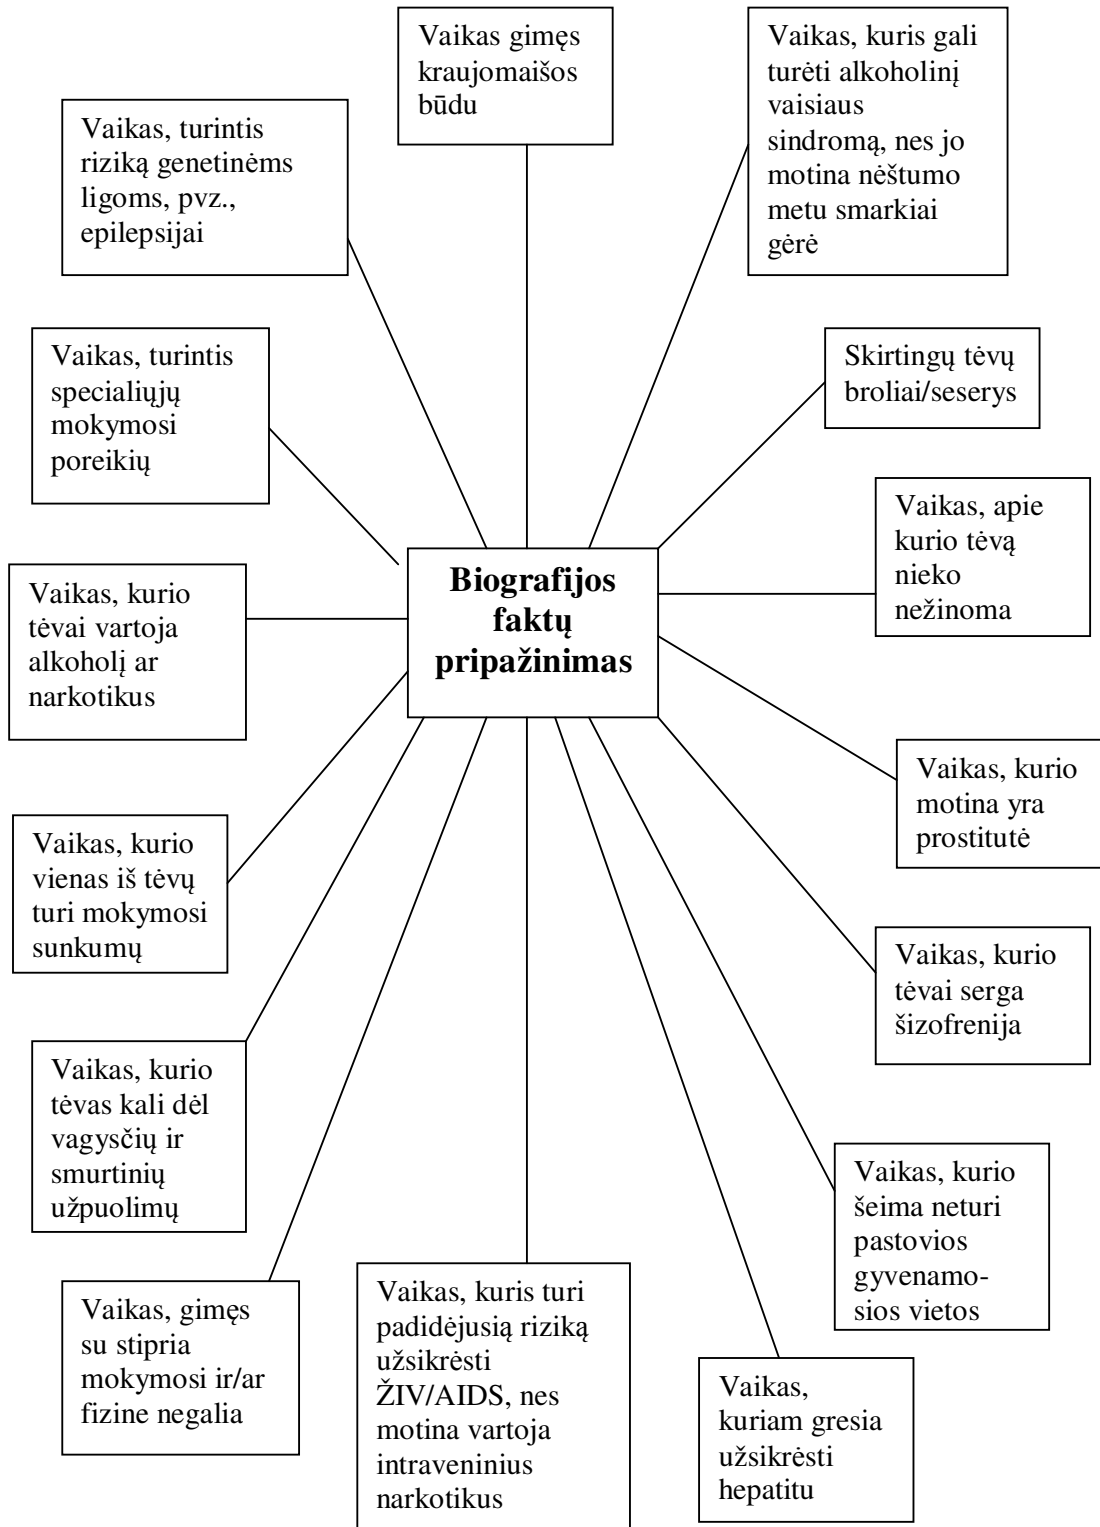 Vaikas gimęs
kraujomaišos
būdu
Vaikas, kuris gali
turėti alkoholinį
vaisiaus
sindromą, nes jo
motina nėštumo
metu smarkiai
gėrė
Vaikas, turintis
riziką genetinėms
ligoms, pvz.,
epilepsijai
Vaikas, turintis
specialiųjų
mokymosi
poreikių
Skirtingų tėvų
broliai/seserys
Vaikas, apie
kurio tėvą
nieko
nežinoma
Biografijos
faktų
pripažinimas
Vaikas, kurio
tėvai vartoja
alkoholį ar
narkotikus
Vaikas, kurio
motina yra
prostitutė
Vaikas, kurio
vienas iš tėvų
turi mokymosi
sunkumų
Vaikas, kurio
tėvai serga
šizofrenija
Vaikas, kurio
tėvas kali dėl
vagysčių ir
smurtinių
užpuolimų
Vaikas, kurio
šeima neturi
pastovios
gyvenamo-
sios vietos
Vaikas, gimęs
su stipria
mokymosi ir/ar
fizine negalia
Vaikas, kuris turi
padidėjusią riziką
užsikrėsti
ŽIV/AIDS, nes
motina vartoja
intraveninius
narkotikus
Vaikas,
kuriam gresia
užsikrėsti
hepatitu